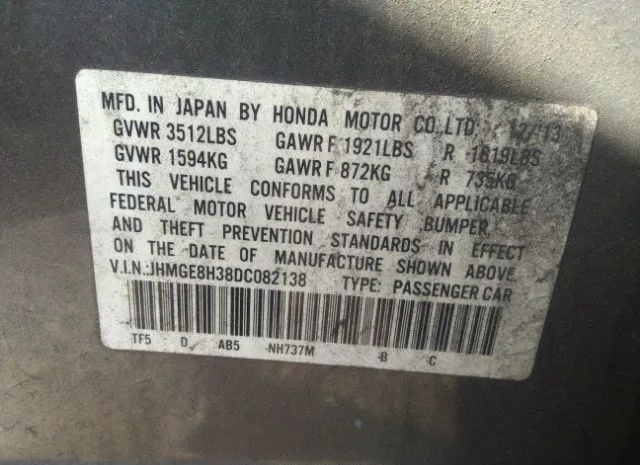 MFD. IN JAPAN BY HONDA MOTOR CO.,LTD. 12/13
GVWR 3512LBS GAWR F 1921LBS R 1619LBS
GVWR 1594KG GAWR F 872KG R 735KG
THIS VEHICLE CONFORMS TO ALL APPLICABLE
FEDERAL MOTOR VEHICLE SAFETY BUMPER,
AND THEFT PREVENTION STANDARDS IN EFFECT
ON THE DATE OF MANUFACTURE SHOWN ABOVE.
V.I.N.:JHMGE8H38DC082138 TYPE: PASSENGER CAR
TF5 D AB5 NH737M B C